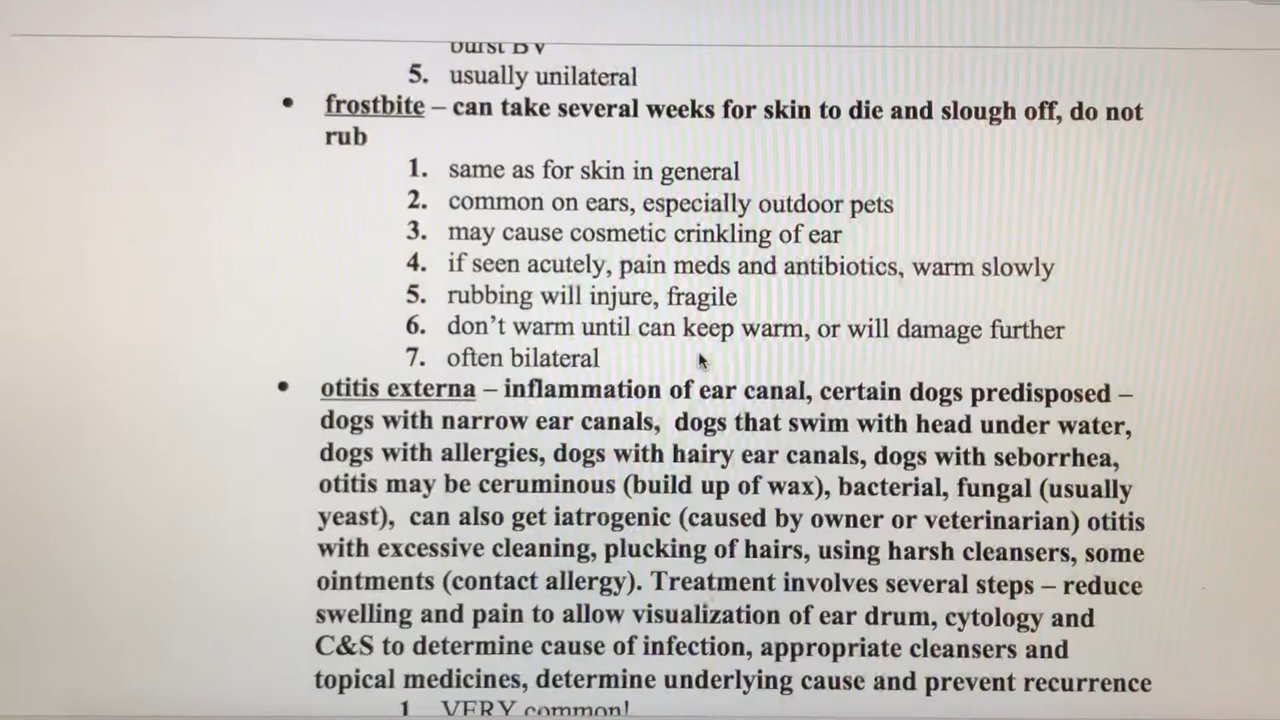 5. usually unilateral
• frostbite – can take several weeks for skin to die and slough off, do not
rub
1. same as for skin in general
2. common on ears, especially outdoor pets
3. may cause cosmetic crinkling of ear
4. if seen acutely, pain meds and antibiotics, warm slowly
5. rubbing will injure, fragile
6. don’t warm until can keep warm, or will damage further
7. often bilateral
• otitis externa – inflammation of ear canal, certain dogs predisposed –
dogs with narrow ear canals, dogs that swim with head under water,
dogs with allergies, dogs with hairy ear canals, dogs with seborrhea,
otitis may be ceruminous (build up of wax), bacterial, fungal (usually
yeast), can also get iatrogenic (caused by owner or veterinarian) otitis
with excessive cleaning, plucking of hairs, using harsh cleansers, some
ointments (contact allergy). Treatment involves several steps – reduce
swelling and pain to allow visualization of ear drum, cytology and
C&S to determine cause of infection, appropriate cleansers and
topical medicines, determine underlying cause and prevent recurrence
1 VERY common!